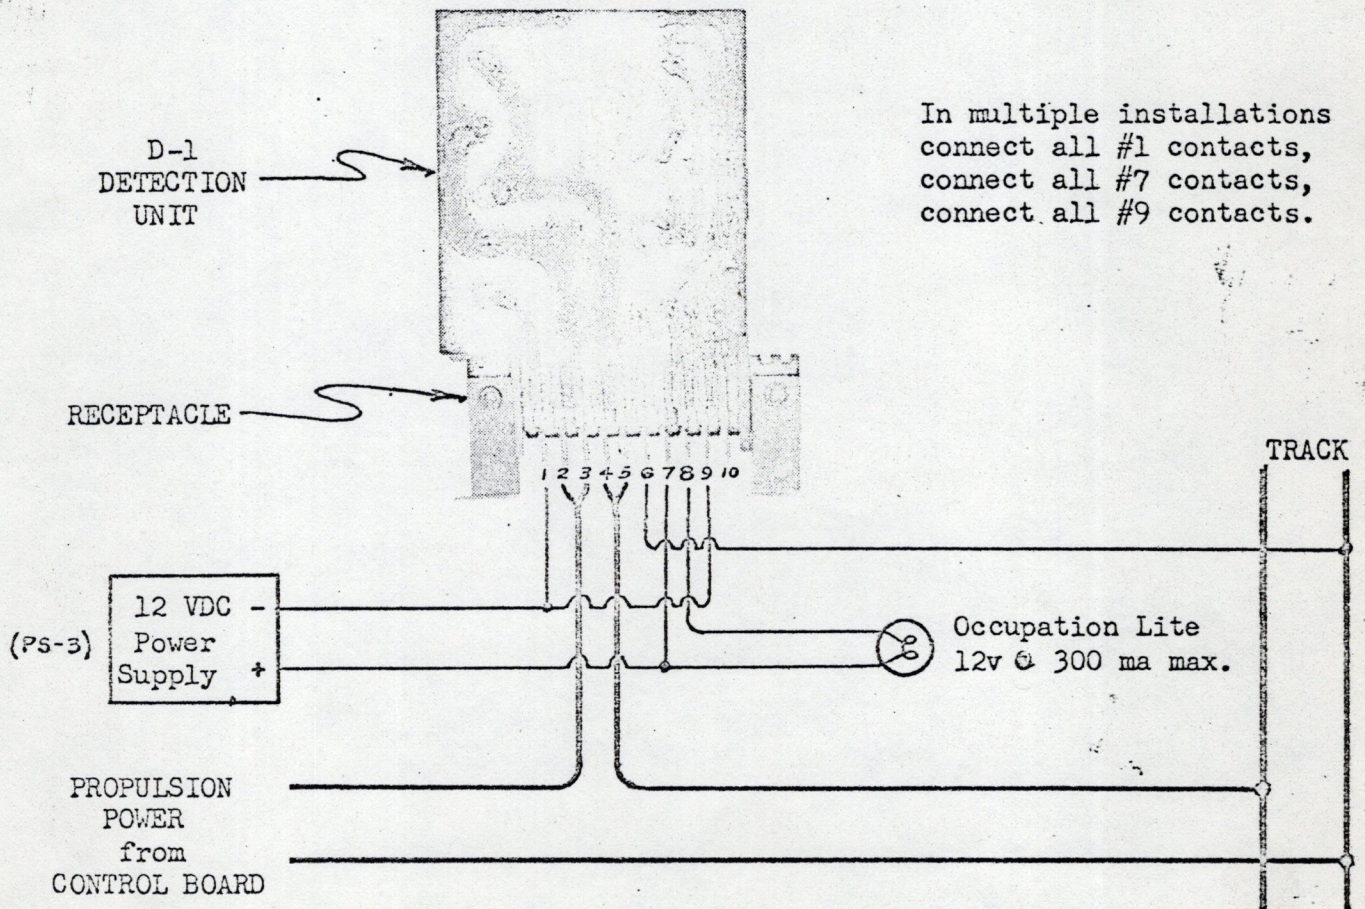 D-1
DETECTION
UNIT
In multiple installations
connect all #1 contacts,
connect all #7 contacts,
connect all #9 contacts.
RECEPTACLE
1 2 3 4 5 6 7 8 9 10
TRACK
(PS-3)
12 VDC -
Power
Supply +
Occupation Lite
12v @ 300 ma max.
PROPULSION
POWER
from
CONTROL BOARD